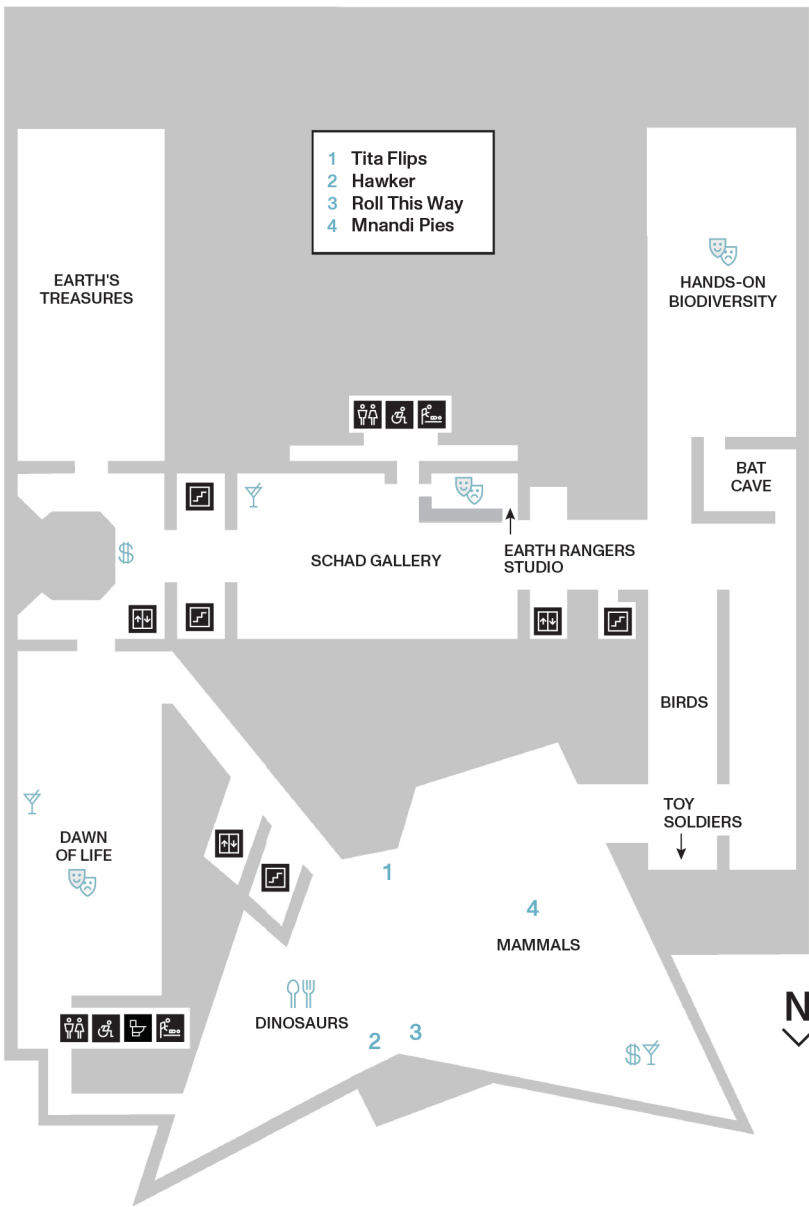 1 Tita Flips
2 Hawker
3 Roll This Way
4 Mnandi Pies
EARTH'S
TREASURES
HANDS-ON
BIODIVERSITY
BAT
CAVE
$
SCHAD GALLERY
EARTH RANGERS
STUDIO
BIRDS
TOY
SOLDIERS
DAWN
OF LIFE
1
4
MAMMALS
DINOSAURS
2
3
$
N